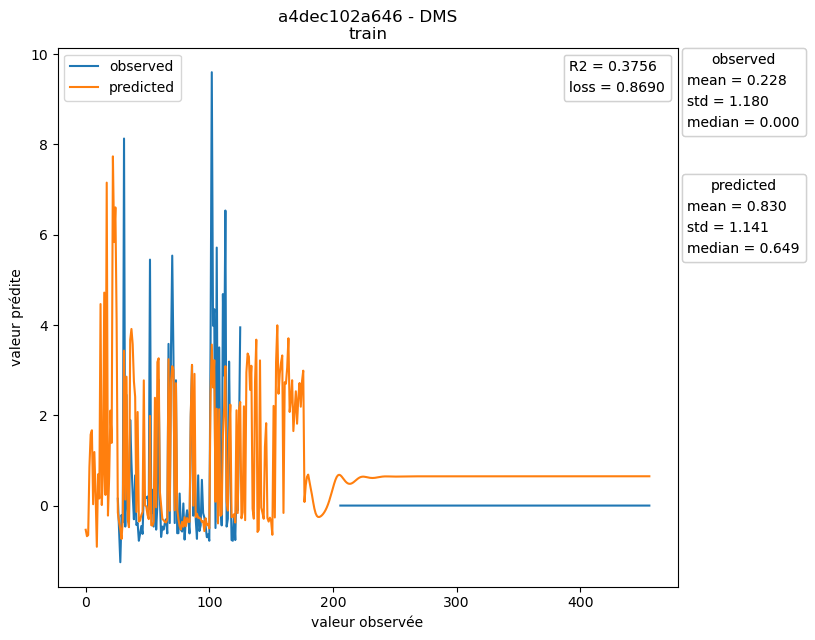 a4dec102a646 - DMS
train
observed
predicted
R2 = 0.3756
loss = 0.8690
observed
mean = 0.228
std = 1.180
median = 0.000
predicted
mean = 0.830
std = 1.141
median = 0.649
valeur prédite
10
8
6
4
2
0
0
100
200
300
400
valeur observée